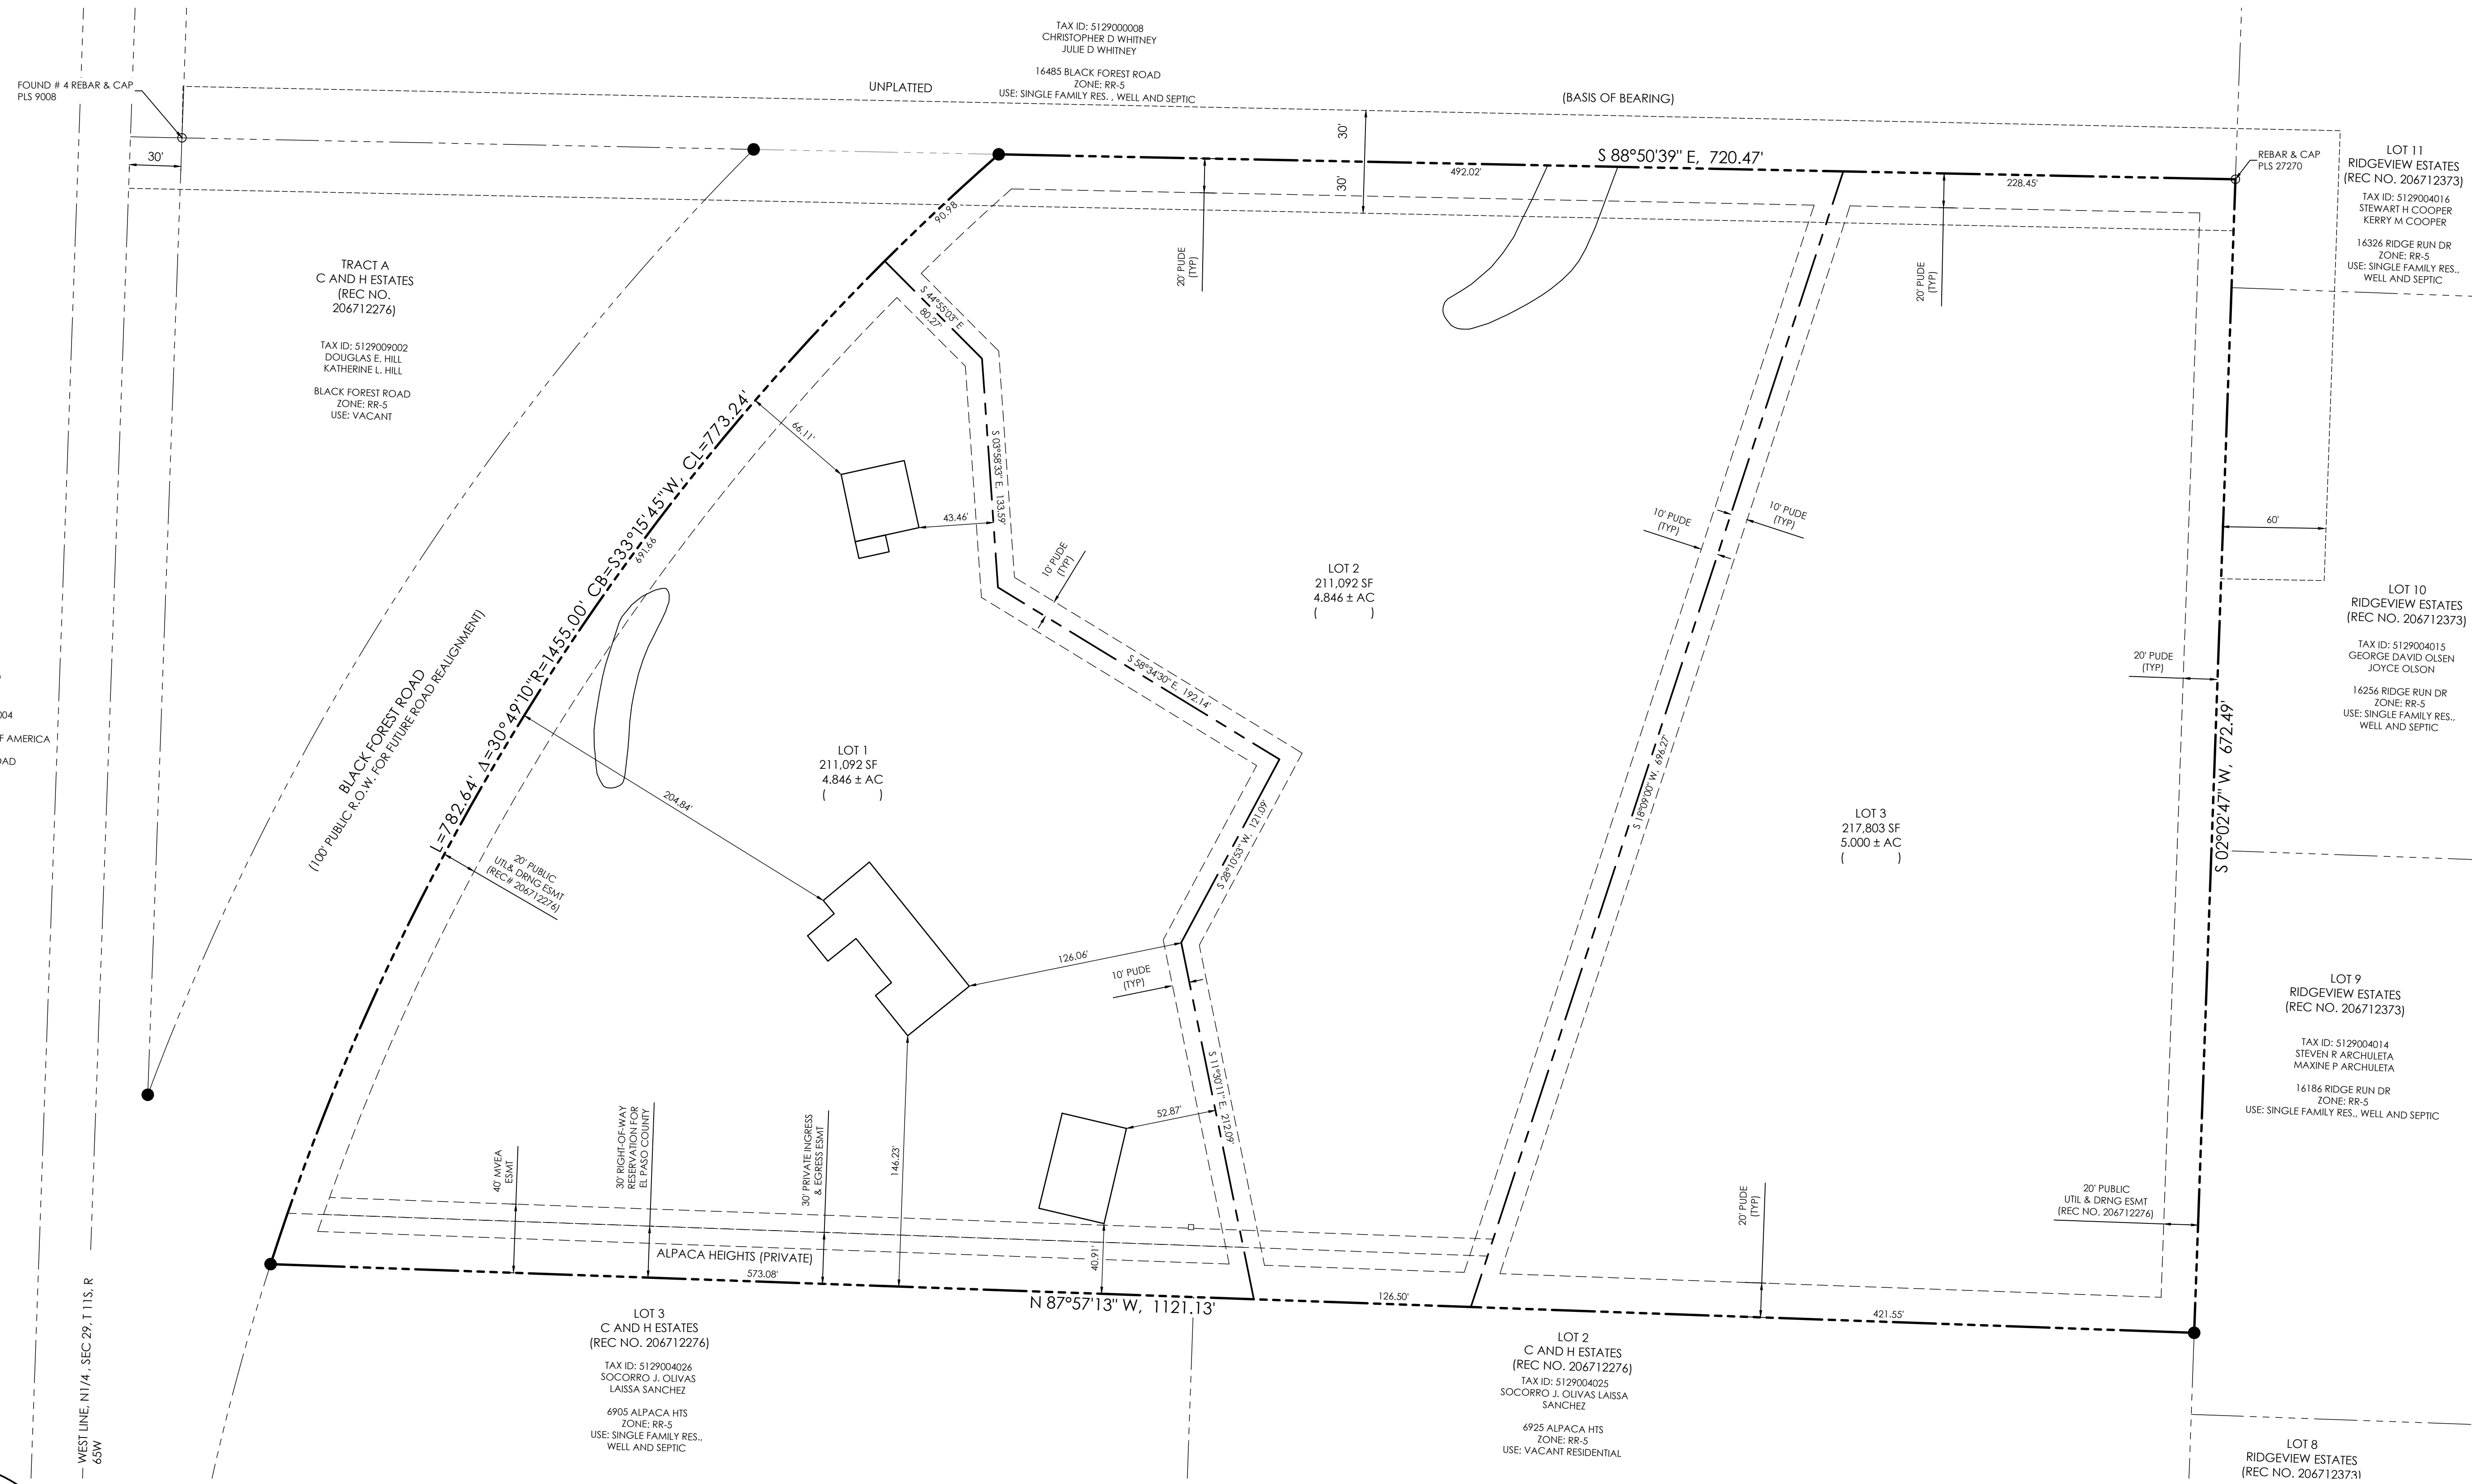 TAX ID: 5129000008
CHRISTOPHER D WHITNEY
JULIE D WHITNEY
16485 BLACK FOREST ROAD
ZONE: RR-5
USE: SINGLE FAMILY RES. , WELL AND SEPTIC
UNPLATTED
(BASIS OF BEARING)
FOUND # 4 REBAR & CAP
PLS 9008
30'
30'
30'
S 88°50'39" E, 720.47'
492.02'
228.45'
REBAR & CAP
PLS 27270
LOT 11
RIDGEVIEW ESTATES
(REC NO. 206712373)
TAX ID: 5129004016
STEWART H COOPER
KERRY M COOPER
16326 RIDGE RUN DR
ZONE: RR-5
USE: SINGLE FAMILY RES.,
WELL AND SEPTIC
90.98
20' PUDE
(TYP)
20' PUDE
(TYP)
TRACT A
C AND H ESTATES
(REC NO.
206712276)
TAX ID: 5129009002
DOUGLAS E. HILL
KATHERINE L. HILL
BLACK FOREST ROAD
ZONE: RR-5
USE: VACANT
S 44°55'03" E
80.27'
66.11'
43.46'
S 03°58'33" E, 133.59'
10' PUDE
(TYP)
10' PUDE
(TYP)
10' PUDE
(TYP)
60'
L=782.64' Δ=30°49'10"R=1455.00' CB=S33°15'45"W, CL=773.24'
691.66
BLACK FOREST ROAD
(100' PUBLIC R.O.W. FOR FUTURE ROAD REALIGNMENT)
LOT 2
211,092 SF
4.846 ± AC
( )
LOT 10
RIDGEVIEW ESTATES
(REC NO. 206712373)
TAX ID: 5129004015
GEORGE DAVID OLSEN
JOYCE OLSON
16256 RIDGE RUN DR
ZONE: RR-5
USE: SINGLE FAMILY RES.,
WELL AND SEPTIC
S 58°34'30" E, 192.14'
20' PUDE
(TYP)
S 02°02'47" W, 672.49'
004
F AMERICA
OAD
LOT 1
211,092 SF
4.846 ± AC
( )
204.84'
S 18°09'00" W, 696.27'
LOT 3
217,803 SF
5.000 ± AC
( )
S 28°10'53" W, 121.09'
20' PUBLIC
UTL& DRNG ESMT
(REC# 206712276)
126.06'
10' PUDE
(TYP)
LOT 9
RIDGEVIEW ESTATES
(REC NO. 206712373)
TAX ID: 5129004014
STEVEN R ARCHULETA
MAXINE P ARCHULETA
16186 RIDGE RUN DR
ZONE: RR-5
USE: SINGLE FAMILY RES., WELL AND SEPTIC
S 11°30'11" E, 212.09'
52.87'
40' MVEA
ESMT
30' RIGHT-OF-WAY
RESERVATION FOR
EL PASO COUNTY
30' PRIVATE INGRESS
& EGRESS ESMT
146.23'
40.91'
20' PUDE
(TYP)
20' PUBLIC
UTIL & DRNG ESMT
(REC NO. 206712276)
ALPACA HEIGHTS (PRIVATE)
573.08'
N 87°57'13" W, 1121.13'
126.50'
421.55'
WEST LINE, N1/4 , SEC 29, T 11S, R
65W
LOT 3
C AND H ESTATES
(REC NO. 206712276)
TAX ID: 5129004026
SOCORRO J. OLIVAS
LAISSA SANCHEZ
6905 ALPACA HTS
ZONE: RR-5
USE: SINGLE FAMILY RES.,
WELL AND SEPTIC
LOT 2
C AND H ESTATES
(REC NO. 206712276)
TAX ID: 5129004025
SOCORRO J. OLIVAS LAISSA
SANCHEZ
6925 ALPACA HTS
ZONE: RR-5
USE: VACANT RESIDENTIAL
LOT 8
RIDGEVIEW ESTATES
(REC NO. 206712373)